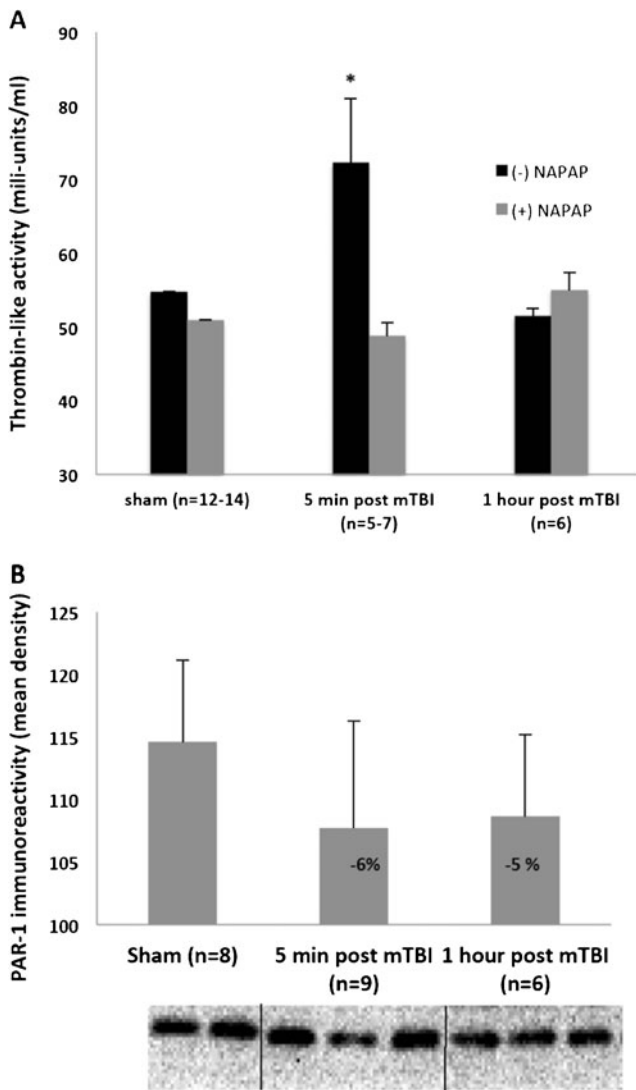 A
Thrombin-like activity (mili-units/ml)
90
80
70
60
50
40
30
*
(-) NAPAP
(+) NAPAP
sham (n=12-14)
5 min post mTBI
(n=5-7)
1 hour post mTBI
(n=6)
B
PAR-1 immunoreactivity (mean density)
125
120
115
110
105
100
-6%
-5 %
Sham (n=8)
5 min post mTBI
(n=9)
1 hour post mTBI
(n=6)